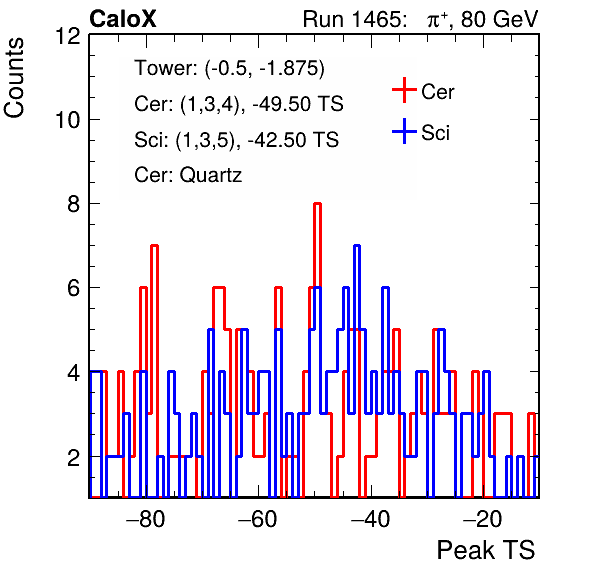 CaloX Run 1465: π+, 80 GeV
Counts
12
10
8
6
4
2
Tower: (-0.5, -1.875)
Cer: (1,3,4), -49.50 TS
Sci: (1,3,5), -42.50 TS
Cer: Quartz
Cer
Sci
−80 −60 −40 −20
Peak TS